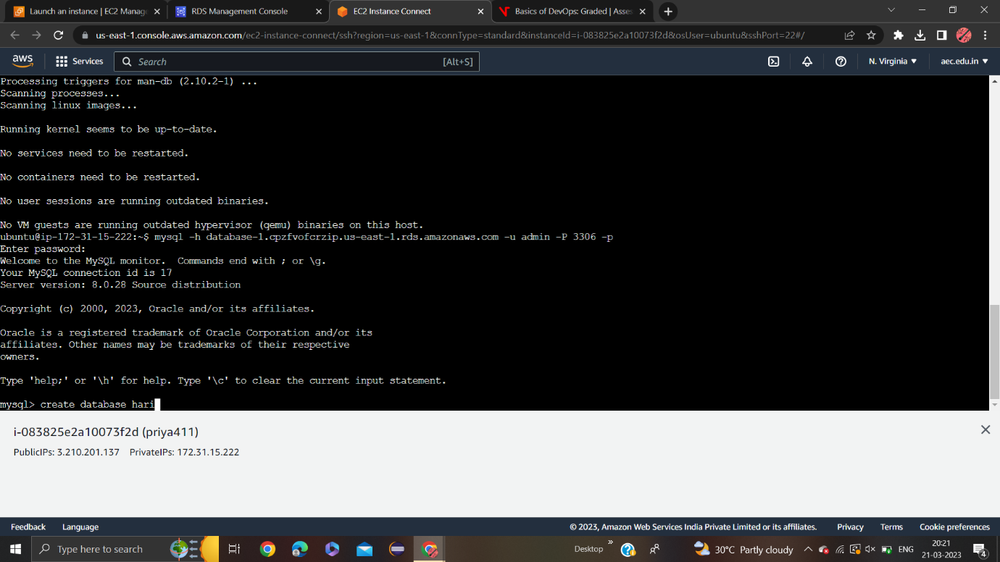 Launch an instance | EC2 Manag
RDS Management Console
EC2 Instance Connect
Basics of DevOps: Graded | Asses
us-east-1.console.aws.amazon.com/ec2-instance-connect/ssh?region=us-east-1&connType=standard&instanceId=i-083825e2a10073f2d&osUser=ubuntu&sshPort=22#/
aws Services Search [Alt+S] N. Virginia aec.edu.in
Processing triggers for man-db (2.10.2-1) ...
Scanning processes...
Scanning linux images...
Running kernel seems to be up-to-date.
No services need to be restarted.
No containers need to be restarted.
No user sessions are running outdated binaries.
No VM guests are running outdated hypervisor (qemu) binaries on this host.
ubuntu@ip-172-31-15-222:~$ mysql -h database-1.cpzfvofcrzip.us-east-1.rds.amazonaws.com -u admin -P 3306 -p
Enter password:
Welcome to the MySQL monitor.  Commands end with ; or \g.
Your MySQL connection id is 17
Server version: 8.0.28 Source distribution
Copyright (c) 2000, 2023, Oracle and/or its affiliates.
Oracle is a registered trademark of Oracle Corporation and/or its
affiliates. Other names may be trademarks of their respective
owners.
Type 'help;' or '\h' for help. Type '\c' to clear the current input statement.
mysql> create database hari
i-083825e2a10073f2d (priya411)
PublicIPs: 3.210.201.137 PrivateIPs: 172.31.15.222
Feedback Language © 2023, Amazon Web Services India Private Limited or its affiliates. Privacy Terms Cookie preferences
Type here to search Desktop 30°C Partly cloudy ENG 20:21
21-03-2023 4